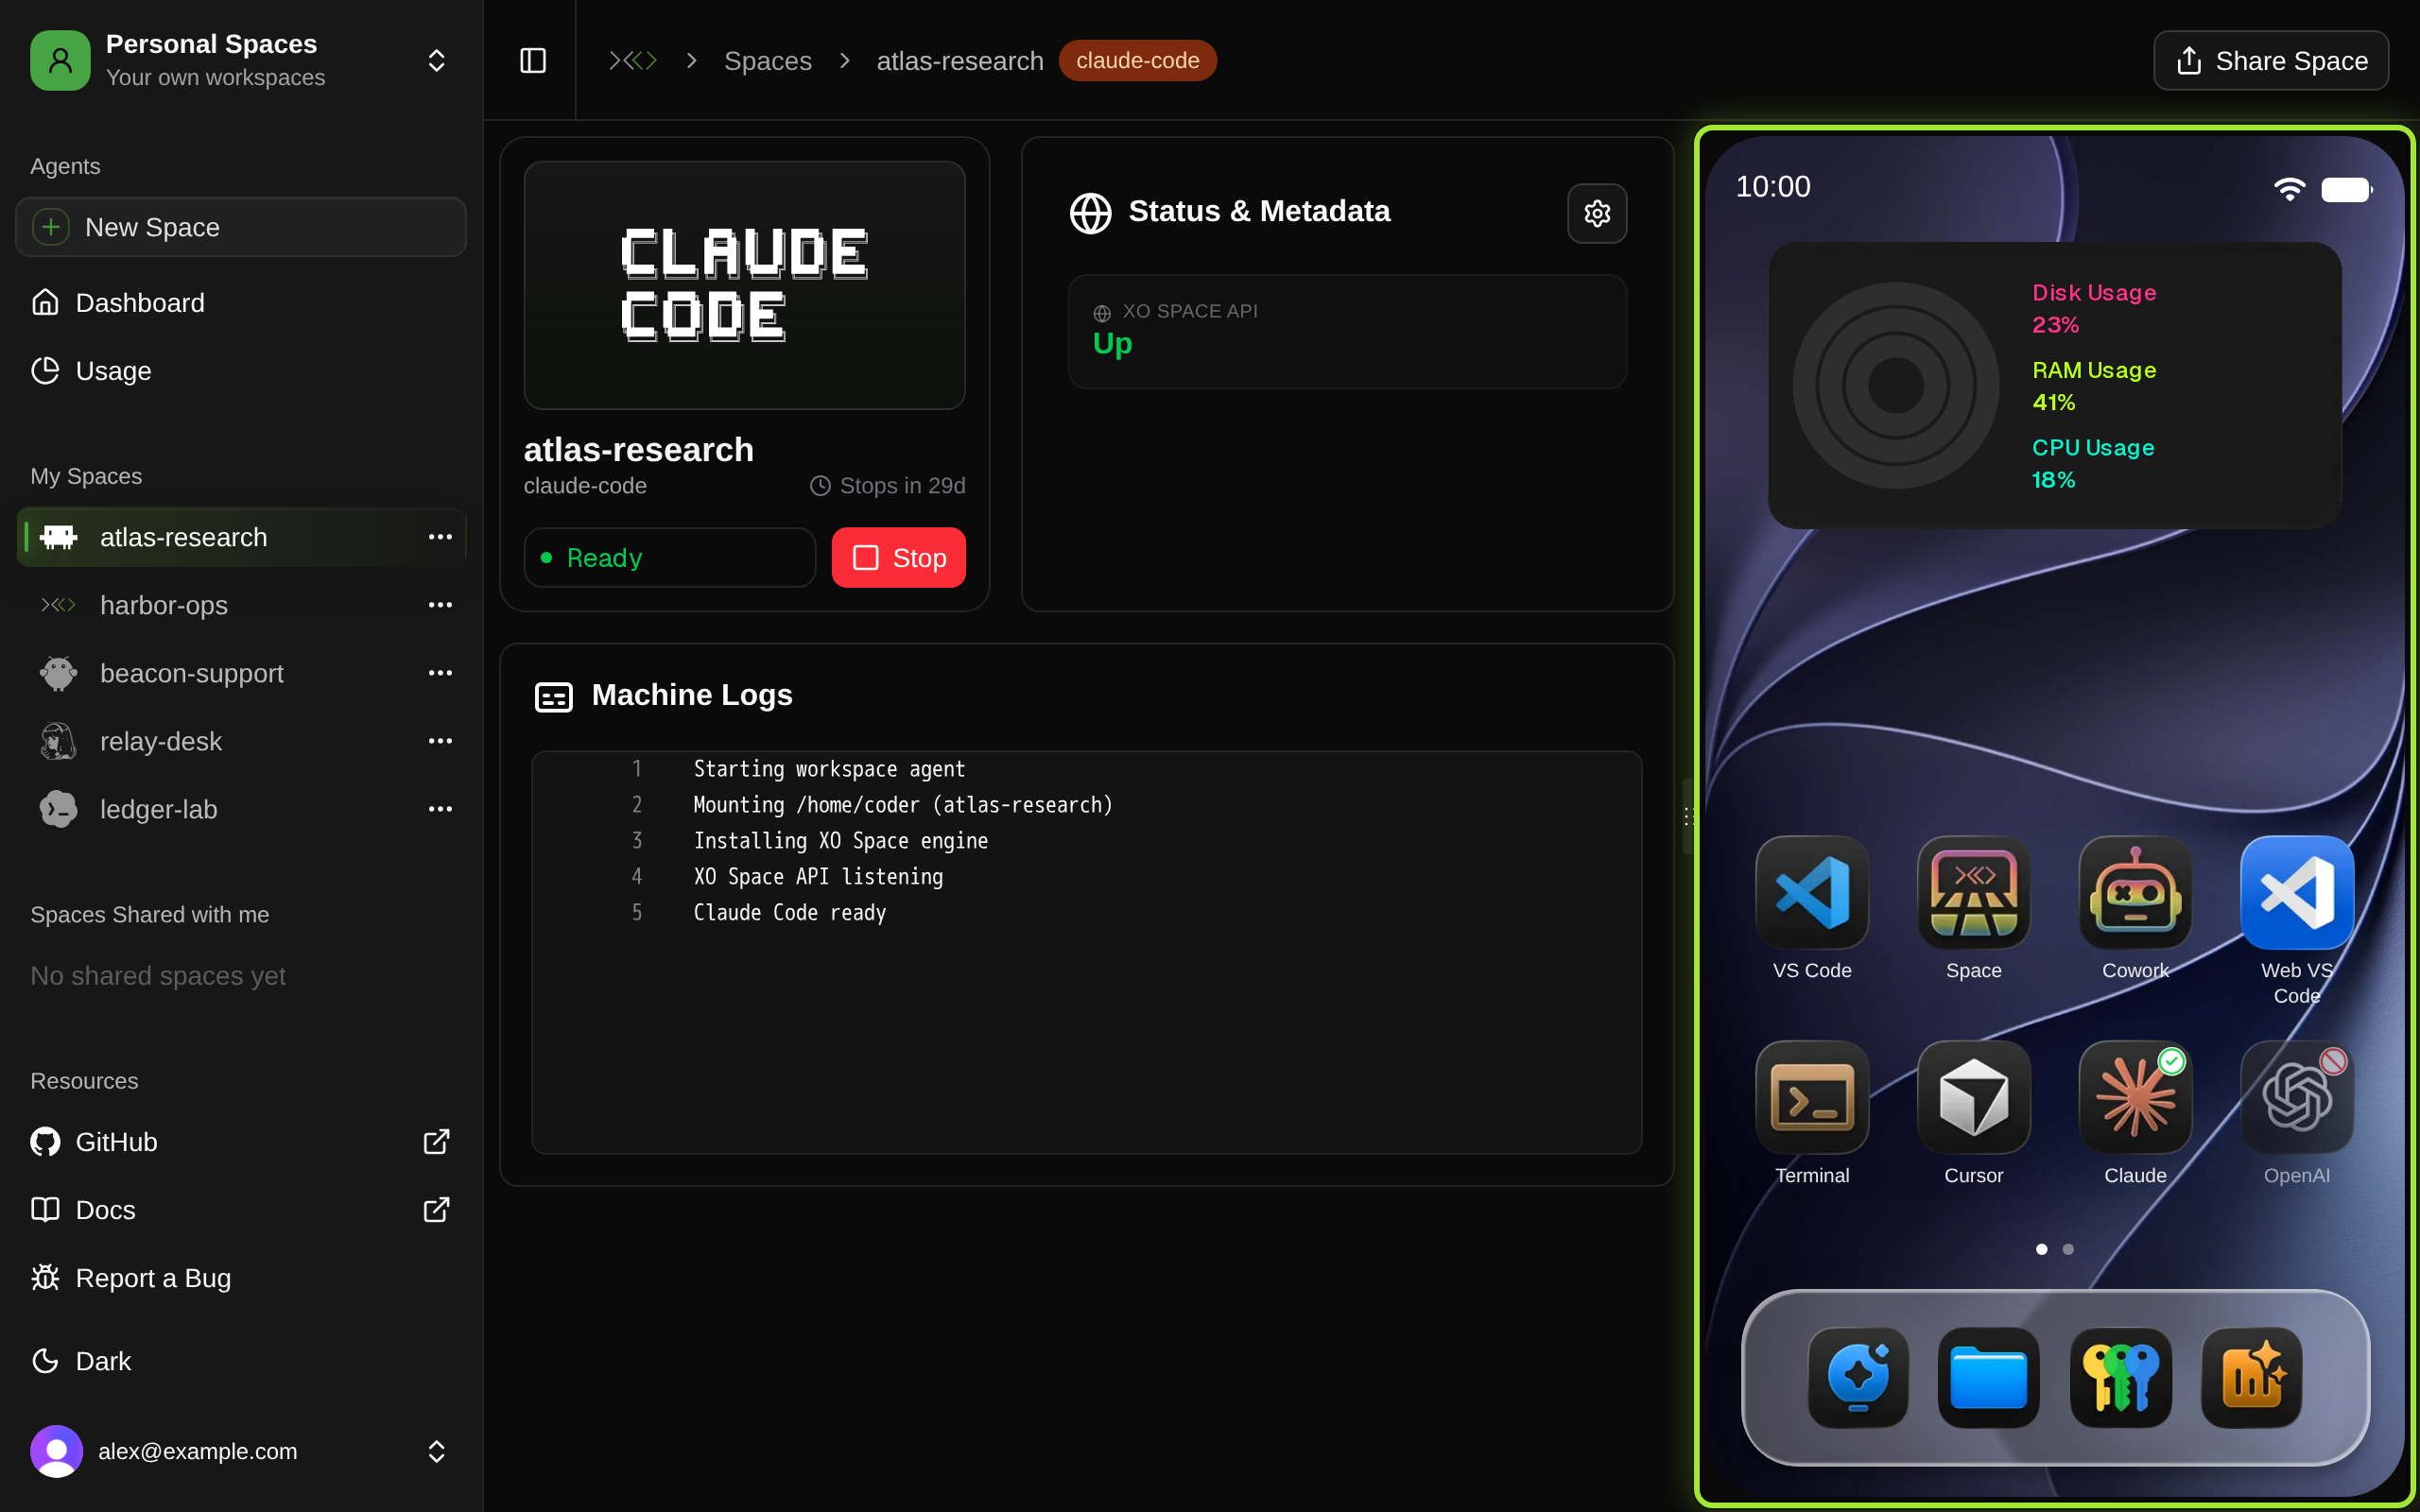 Personal Spaces
Your own workspaces
Agents
New Space
Dashboard
Usage
My Spaces
atlas-research
harbor-ops
beacon-support
relay-desk
ledger-lab
Spaces Shared with me
No shared spaces yet
Resources
GitHub
Docs
Report a Bug
Dark
alex@example.com
Spaces
atlas-research
claude-code
Share Space
CLAUDE
CODE
atlas-research
claude-code
Stops in 29d
Ready
Stop
Status & Metadata
XO SPACE API
Up
Machine Logs
1 Starting workspace agent
2 Mounting /home/coder (atlas-research)
3 Installing XO Space engine
4 XO Space API listening
5 Claude Code ready
10:00
Disk Usage
23%
RAM Usage
41%
CPU Usage
18%
VS Code
Space
Cowork
Web VS
Code
Terminal
Cursor
Claude
OpenAI